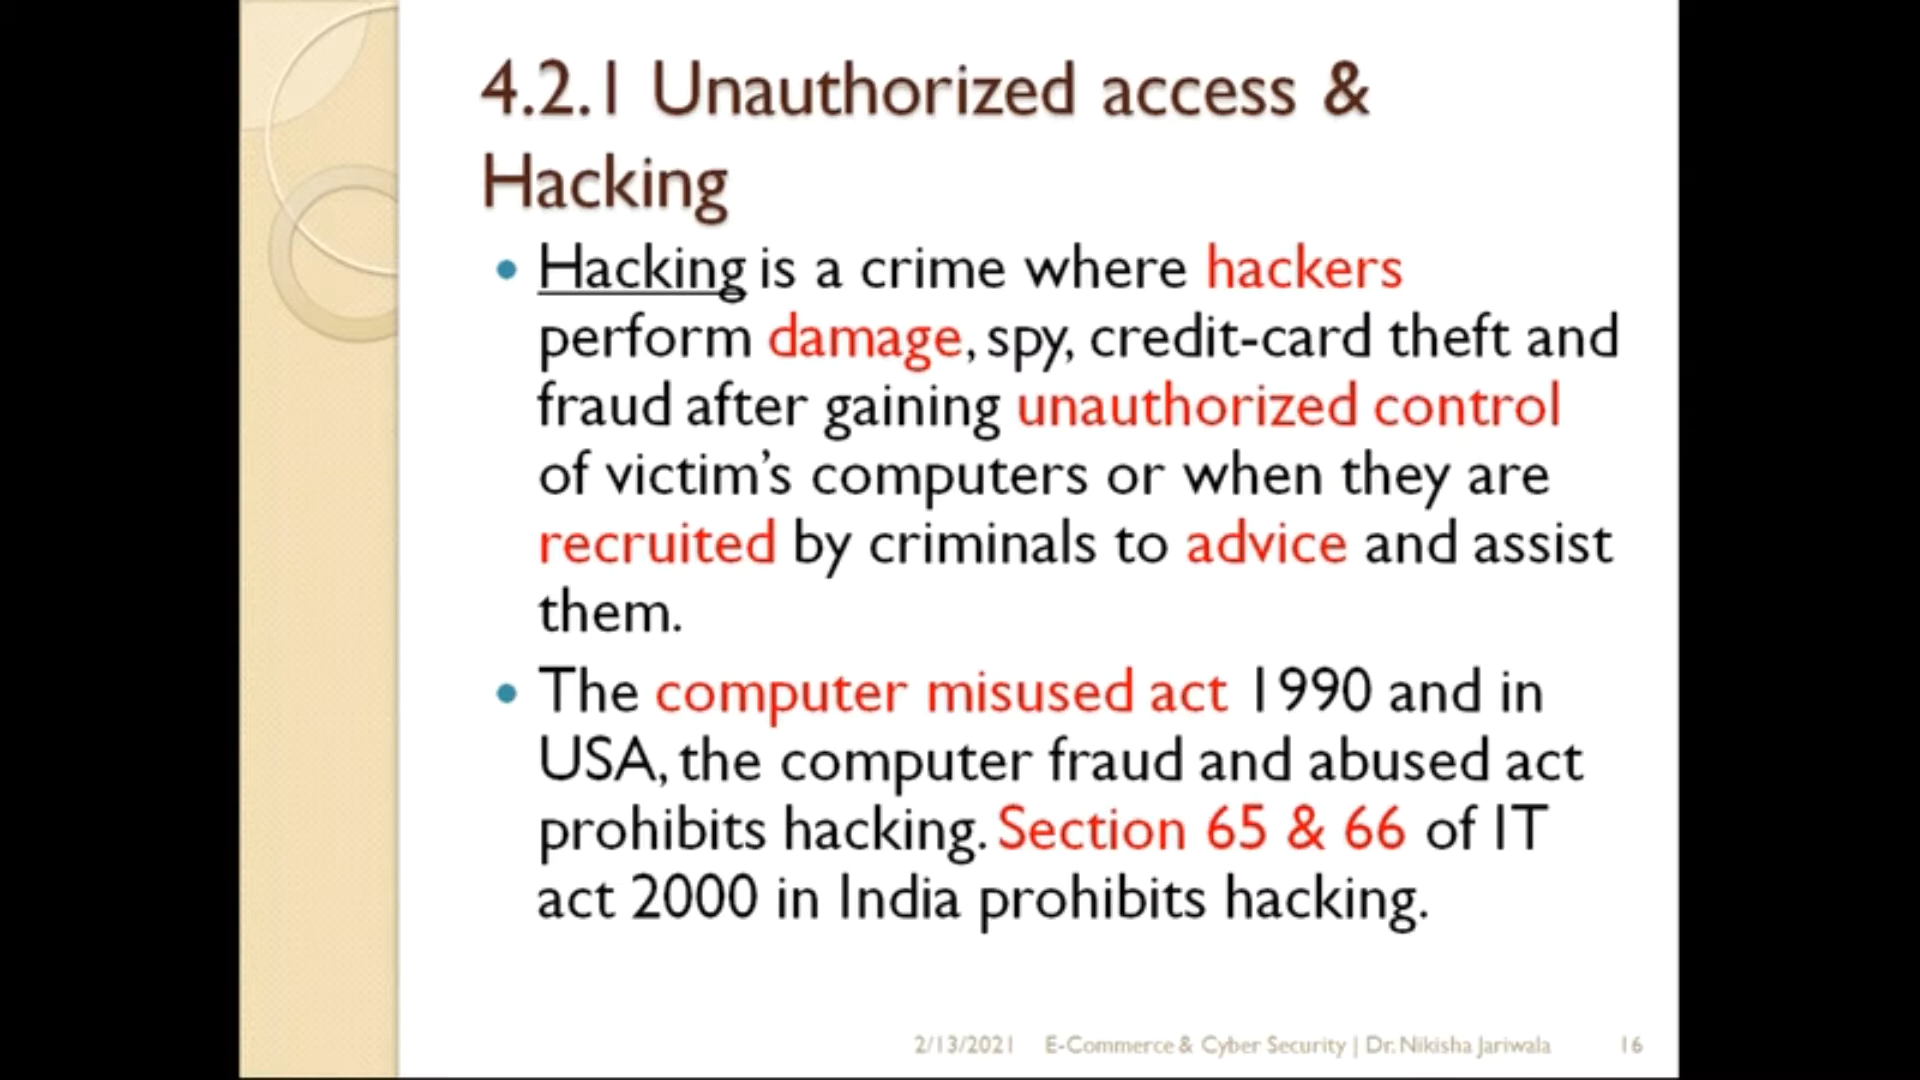 4.2.1 Unauthorized access &
Hacking
• Hacking is a crime where hackers
perform damage, spy, credit-card theft and
fraud after gaining unauthorized control
of victim’s computers or when they are
recruited by criminals to advice and assist
them.
• The computer misused act 1990 and in
USA, the computer fraud and abused act
prohibits hacking. Section 65 & 66 of IT
act 2000 in India prohibits hacking.
2/13/2021 E-Commerce & Cyber Security | Dr. Nikisha Jariwala 16